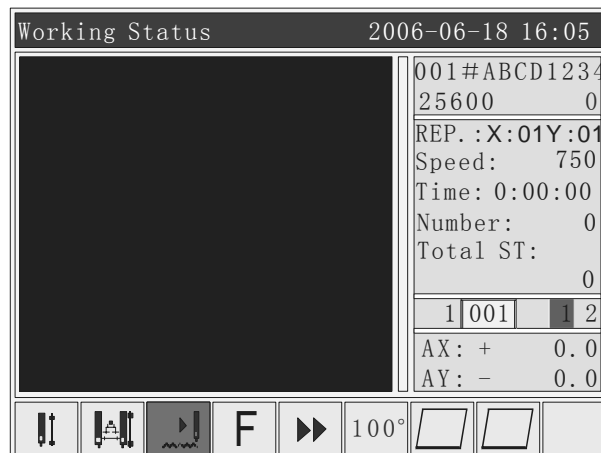 Working Status 2006-06-18 16:05
001#ABCD1234
25600 0
REP.:X:01Y:01
Speed: 750
Time: 0:00:00
Number: 0
Total ST:
0
1 001 1 2
AX: + 0.0
AY: - 0.0
F 100°